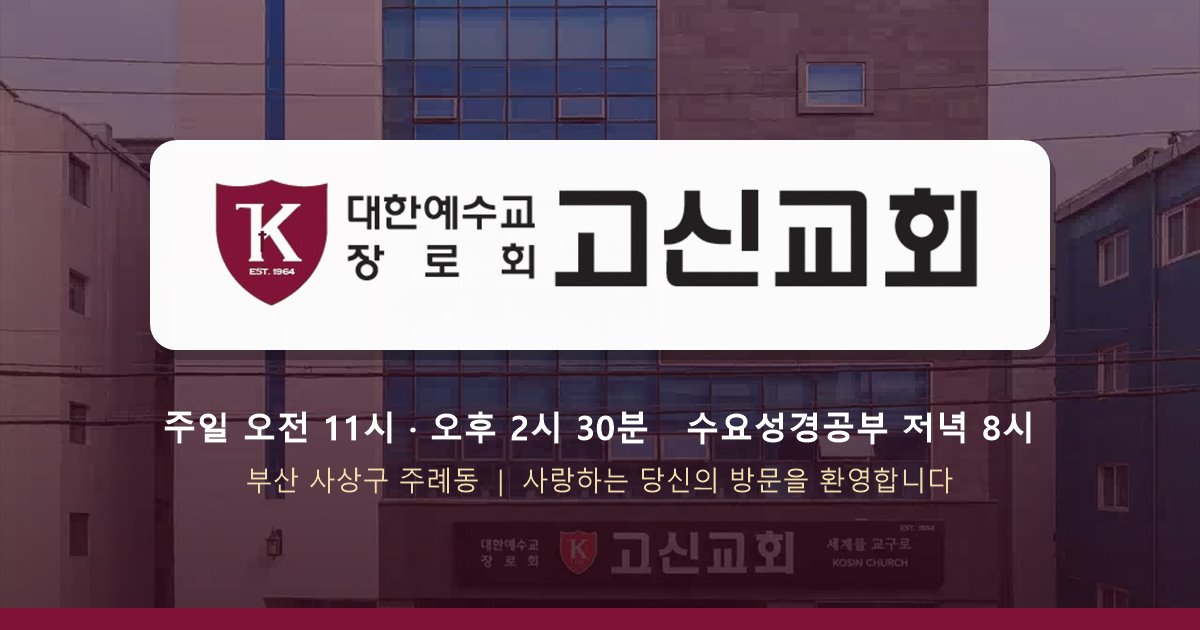 K
EST. 1964
대한예수교
장로회
고신교회
주일 오전 11시 · 오후 2시 30분 수요성경공부 저녁 8시
부산 사상구 주례동 | 사랑하는 당신의 방문을 환영합니다
대한예수교
장로회
K
고신교회
EST. 1964
세계를 교구로
KOSIN CHURCH